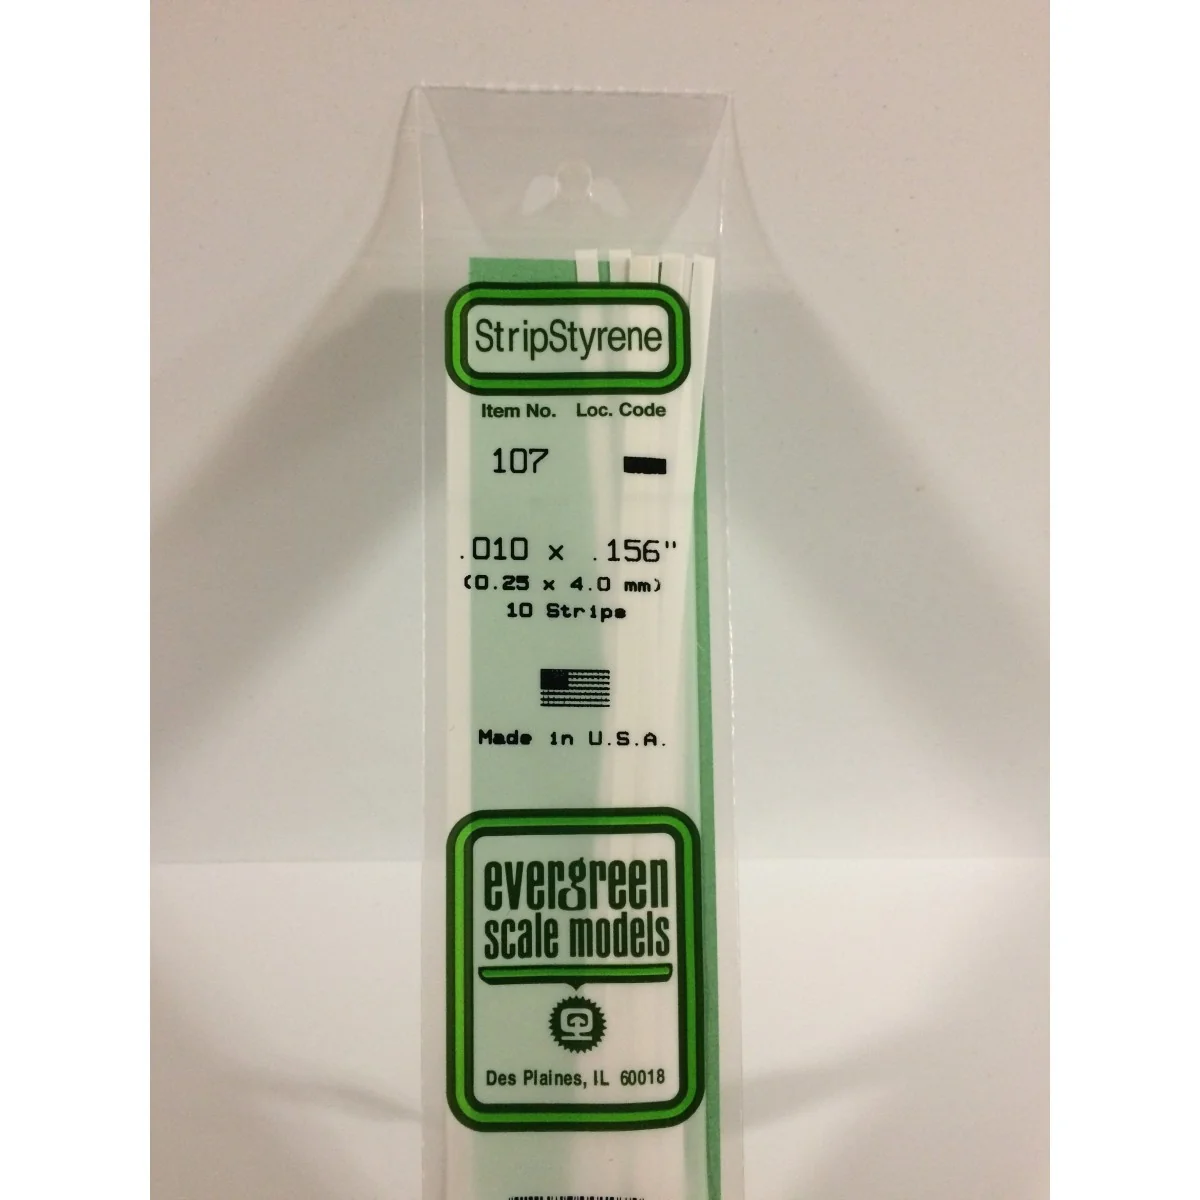 StripStyrene
Item No. Loc. Code
107
.010 x .156"
(0.25 x 4.0 mm)
10 Strips
Made in U.S.A.
evergreen
scale models
Des Plaines, IL 60018